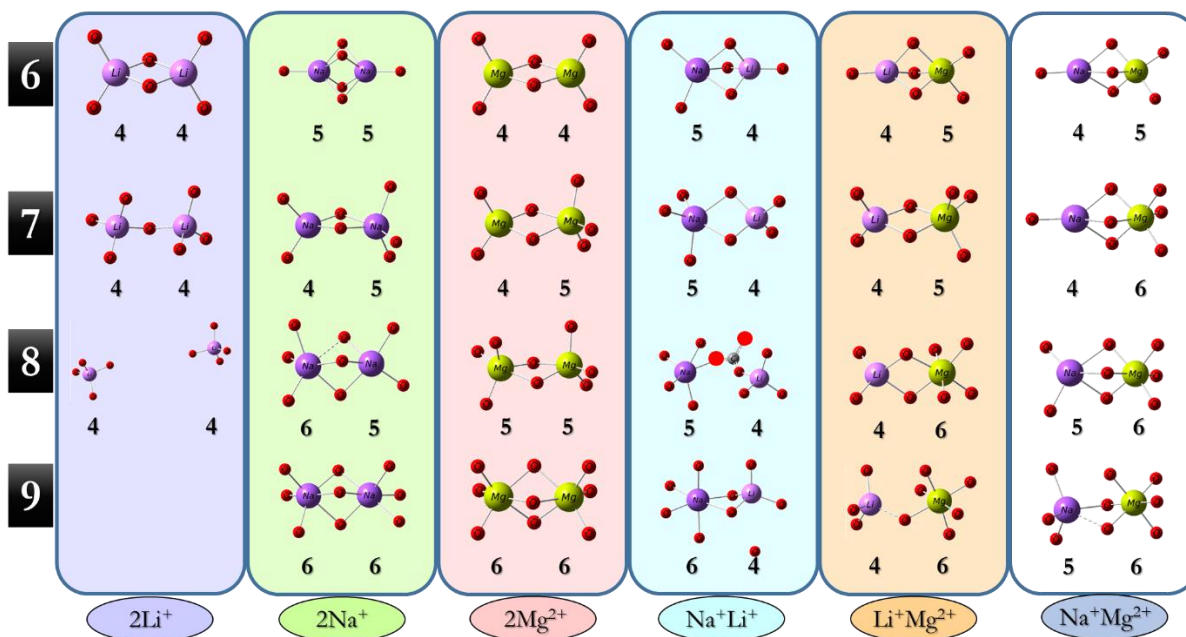 6
Li Li Na Na Mg Mg Na Li Li Mg Na Mg
4 4 5 5 4 4 5 4 4 5 4 5
7
Li Li Na Na Mg Mg Na Li Li Mg Na Mg
4 4 4 5 4 5 5 4 4 5 4 6
8
Li Li Na Na Mg Mg Na Li Li Mg Na Mg
4 4 6 5 5 5 5 4 4 6 5 6
9
Na Na Mg Mg Na Li Li Mg Na Mg
6 6 6 6 6 4 4 6 5 6
2Li⁺ 2Na⁺ 2Mg²⁺ Na⁺Li⁺ Li⁺Mg²⁺ Na⁺Mg²⁺